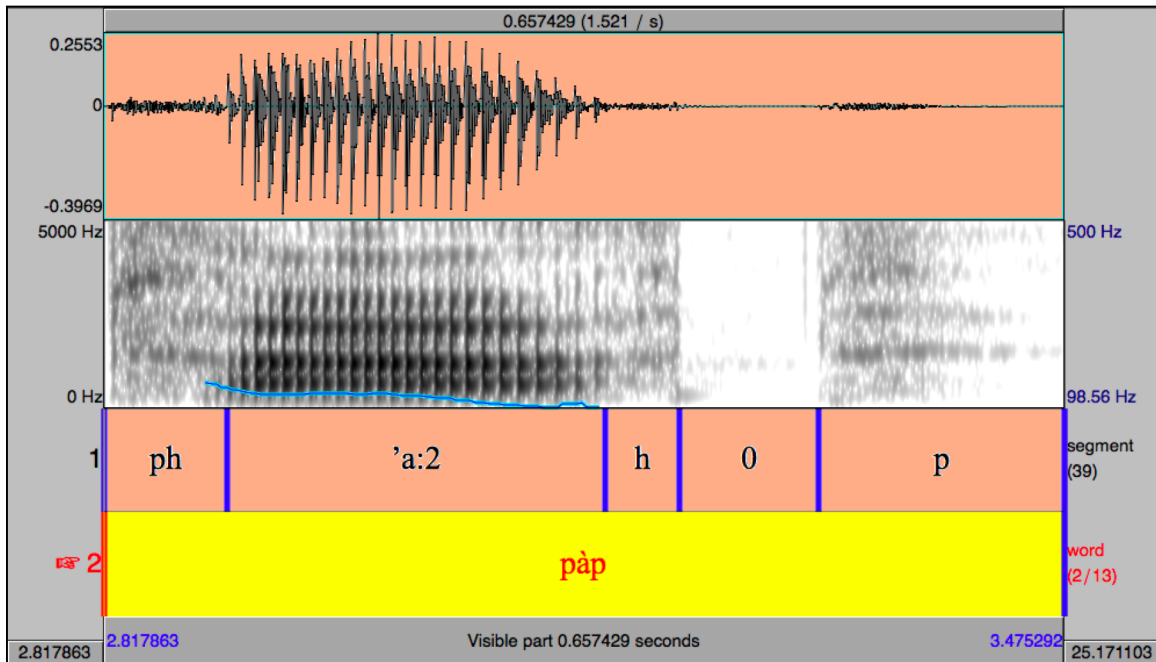 0.657429 (1.521 / s)
0.2553
0
-0.3969
5000 Hz
500 Hz
0 Hz
98.56 Hz
1 ph ’a:2 h 0 p segment (39)
☞ 2 pàp word (2/13)
2.817863 2.817863 Visible part 0.657429 seconds 3.475292 25.171103